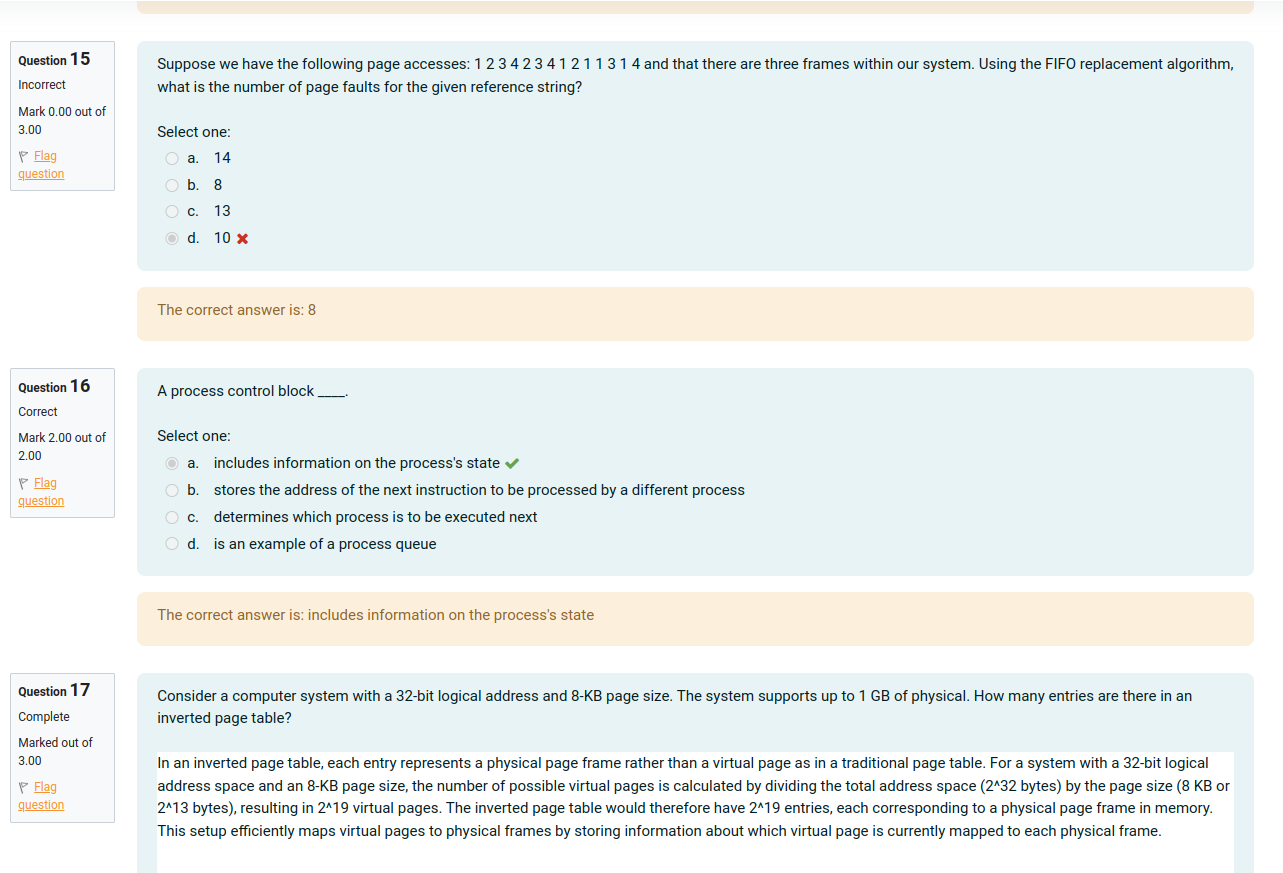 Question 15
Incorrect
Mark 0.00 out of
3.00
Flag
question
Suppose we have the following page accesses: 1 2 3 4 2 3 4 1 2 1 1 3 1 4 and that there are three frames within our system. Using the FIFO replacement algorithm,
what is the number of page faults for the given reference string?
Select one:
a. 14
b. 8
c. 13
d. 10
The correct answer is: 8
Question 16
Correct
Mark 2.00 out of
2.00
Flag
question
A process control block ____.
Select one:
a. includes information on the process's state
b. stores the address of the next instruction to be processed by a different process
c. determines which process is to be executed next
d. is an example of a process queue
The correct answer is: includes information on the process's state
Question 17
Complete
Marked out of
3.00
Flag
question
Consider a computer system with a 32-bit logical address and 8-KB page size. The system supports up to 1 GB of physical. How many entries are there in an
inverted page table?
In an inverted page table, each entry represents a physical page frame rather than a virtual page as in a traditional page table. For a system with a 32-bit logical
address space and an 8-KB page size, the number of possible virtual pages is calculated by dividing the total address space (2^32 bytes) by the page size (8 KB or
2^13 bytes), resulting in 2^19 virtual pages. The inverted page table would therefore have 2^19 entries, each corresponding to a physical page frame in memory.
This setup efficiently maps virtual pages to physical frames by storing information about which virtual page is currently mapped to each physical frame.